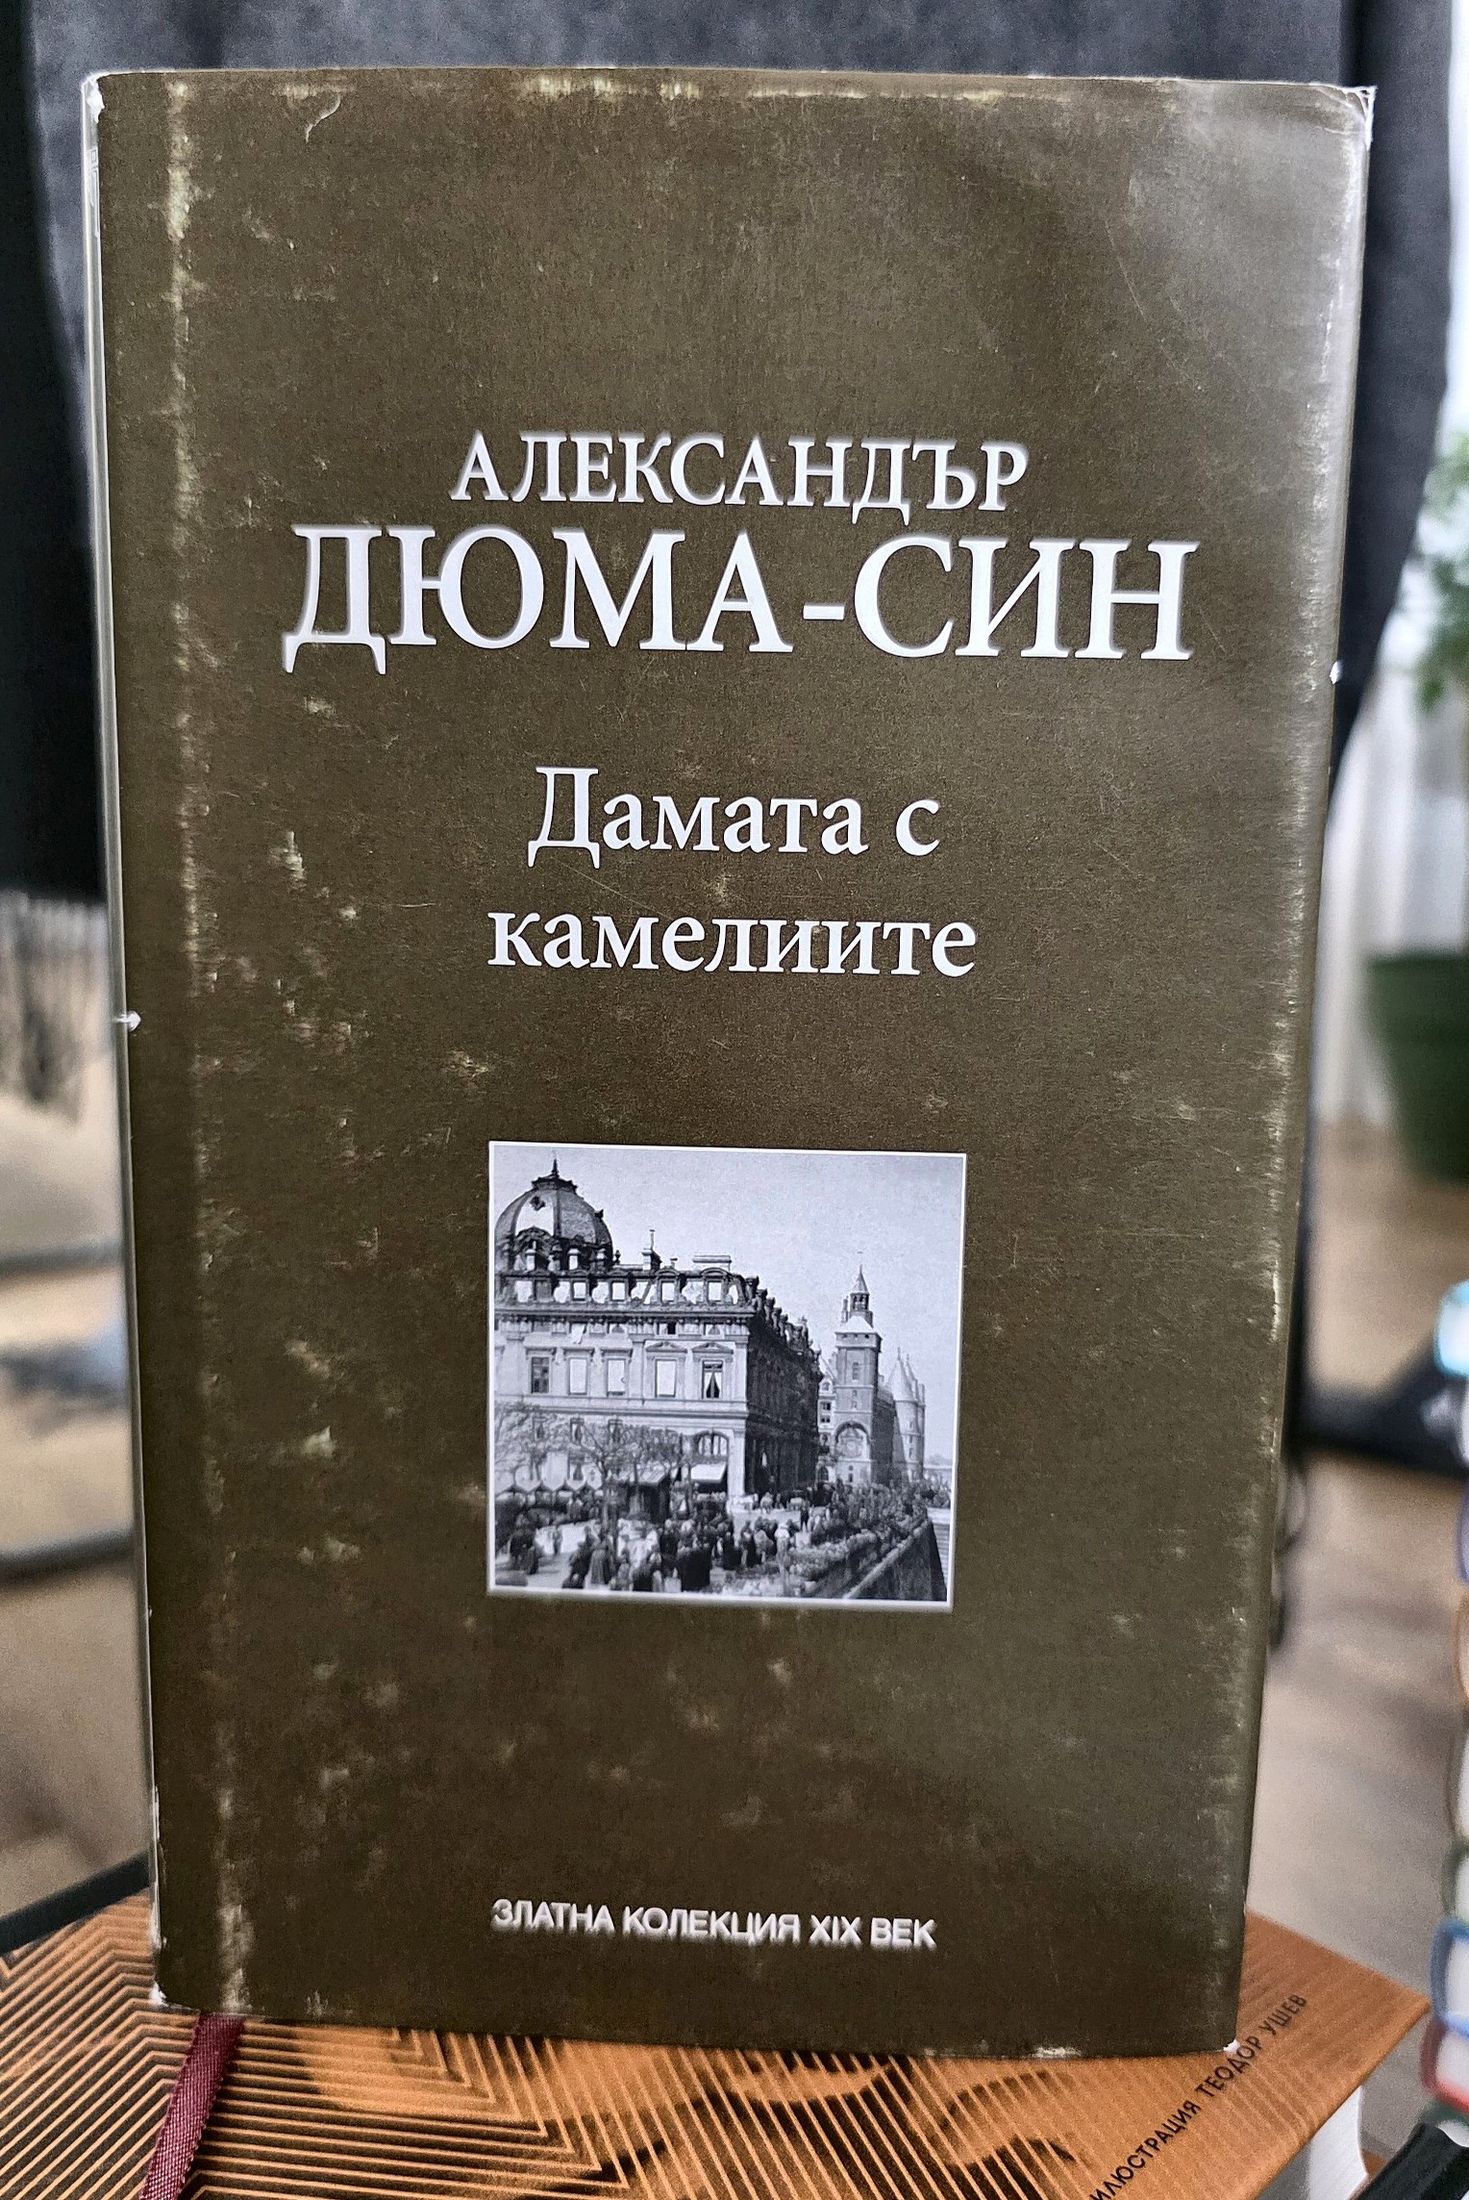 АЛЕКСАНДЪР
ДЮМА-СИН
Дамата с
камелиите
ЗЛАТНА КОЛЕКЦИЯ XIX ВЕК
ИЛЮСТРАЦИЯ ТЕОДОР УШЕВ